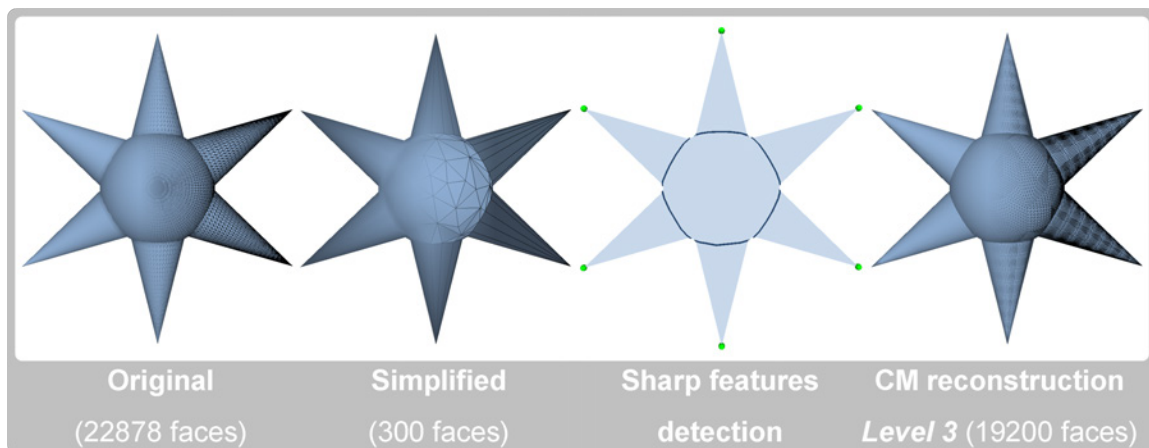 Original
(22878 faces)
Simplified
(300 faces)
Sharp features
detection
CM reconstruction
Level 3 (19200 faces)